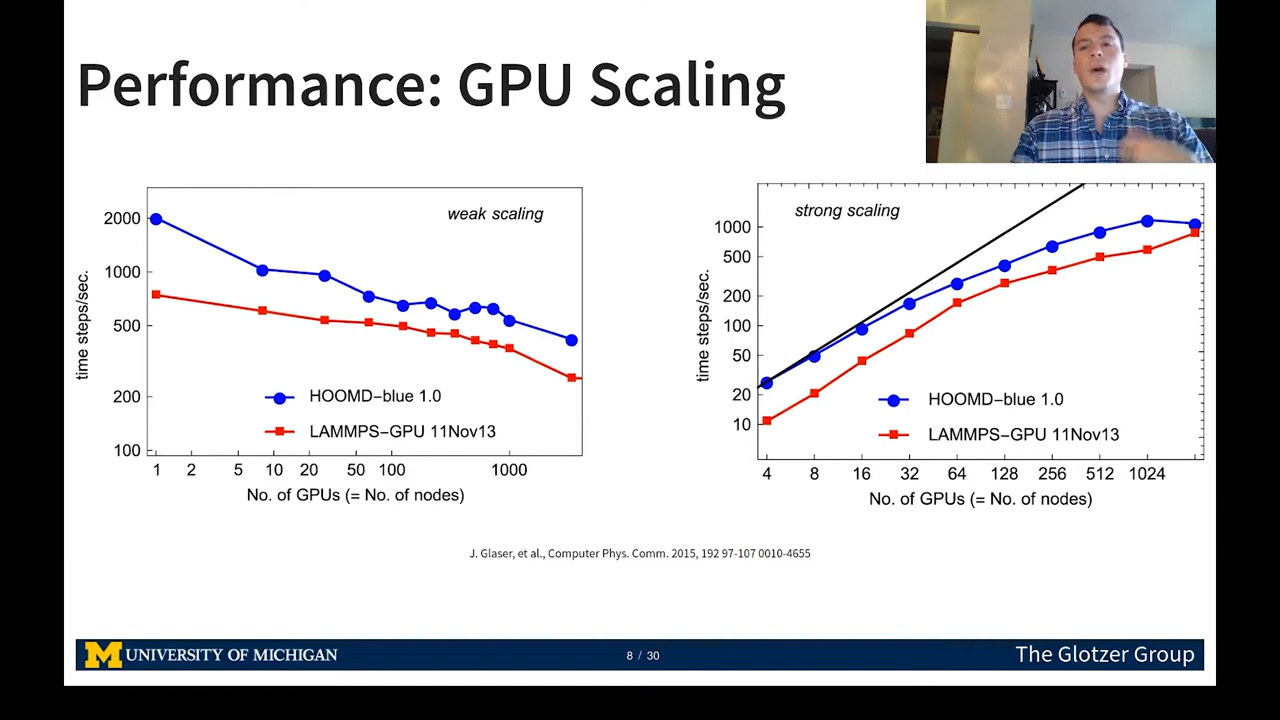 Performance: GPU Scaling
weak scaling
time steps/sec.
2000
1000
500
200
100
1 2 5 10 20 50 100 1000
No. of GPUs (= No. of nodes)
HOOMD−blue 1.0
LAMMPS−GPU 11Nov13
strong scaling
time steps/sec.
1000
500
200
100
50
20
10
4 8 16 32 64 128 256 512 1024
No. of GPUs (= No. of nodes)
HOOMD−blue 1.0
LAMMPS−GPU 11Nov13
J. Glaser, et al., Computer Phys. Comm. 2015, 192 97-107 0010-4655
M UNIVERSITY OF MICHIGAN
8 / 30
The Glotzer Group